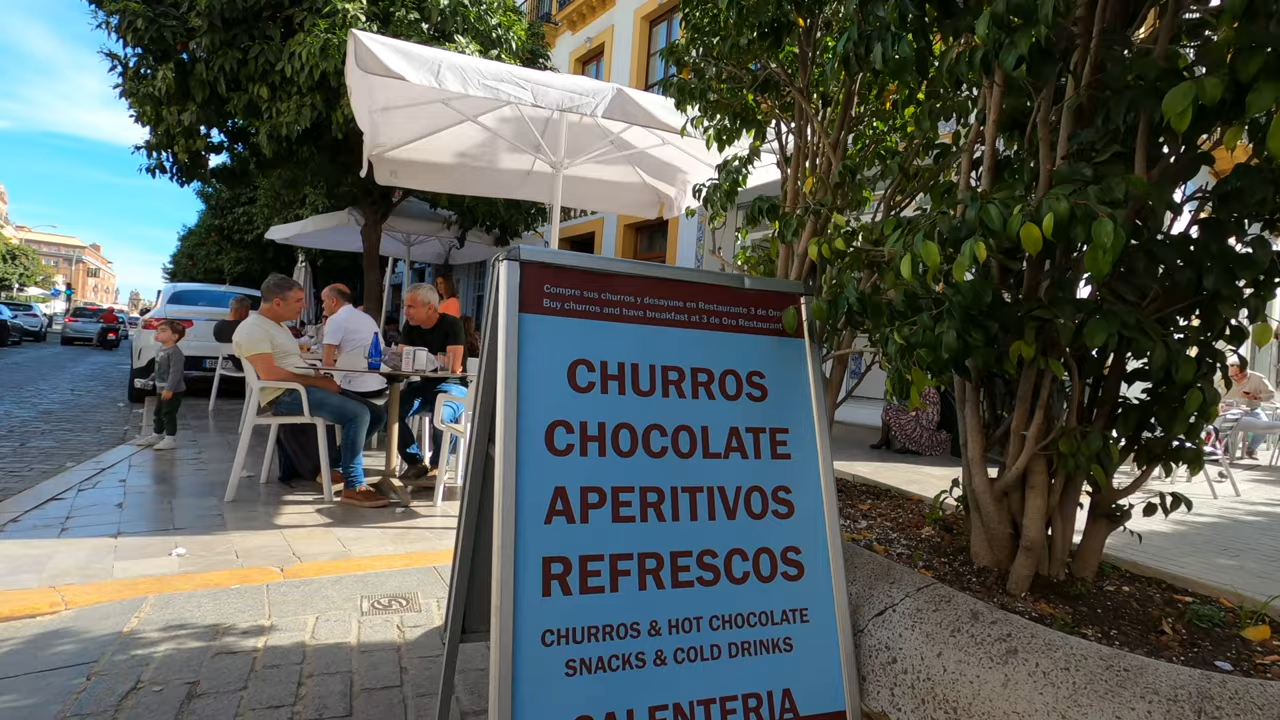 Compre sus churros y desayune en Restaurante 3 de Oro
Buy churros and have breakfast at 3 de Oro Restaurant
CHURROS
CHOCOLATE
APERITIVOS
REFRESCOS
CHURROS & HOT CHOCOLATE
SNACKS & COLD DRINKS
CALENTERIA